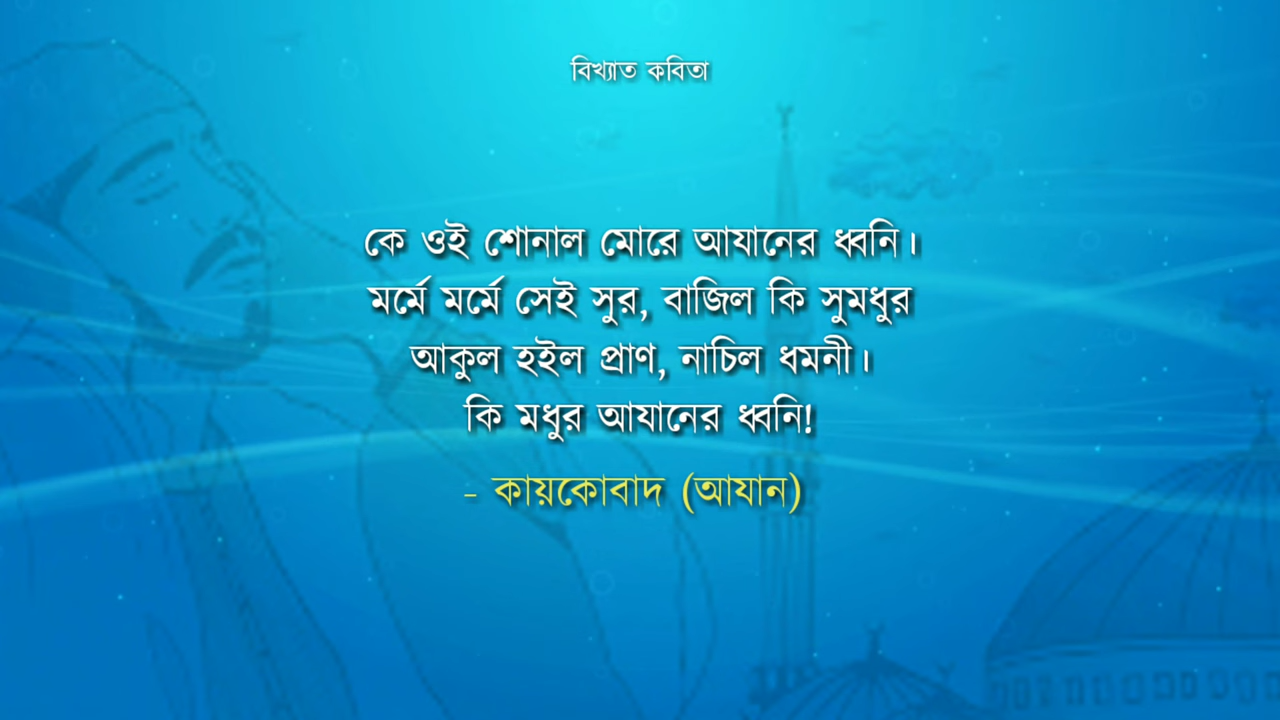 বিখ্যাত কবিতা
কে ওই শোনাল মোরে আযানের ধ্বনি।
মর্মে মর্মে সেই সুর, বাজিল কি সুমধুর
আকুল হইল প্রাণ, নাচিল ধমনী।
কি মধুর আযানের ধ্বনি!
- কায়কোবাদ (আযান)